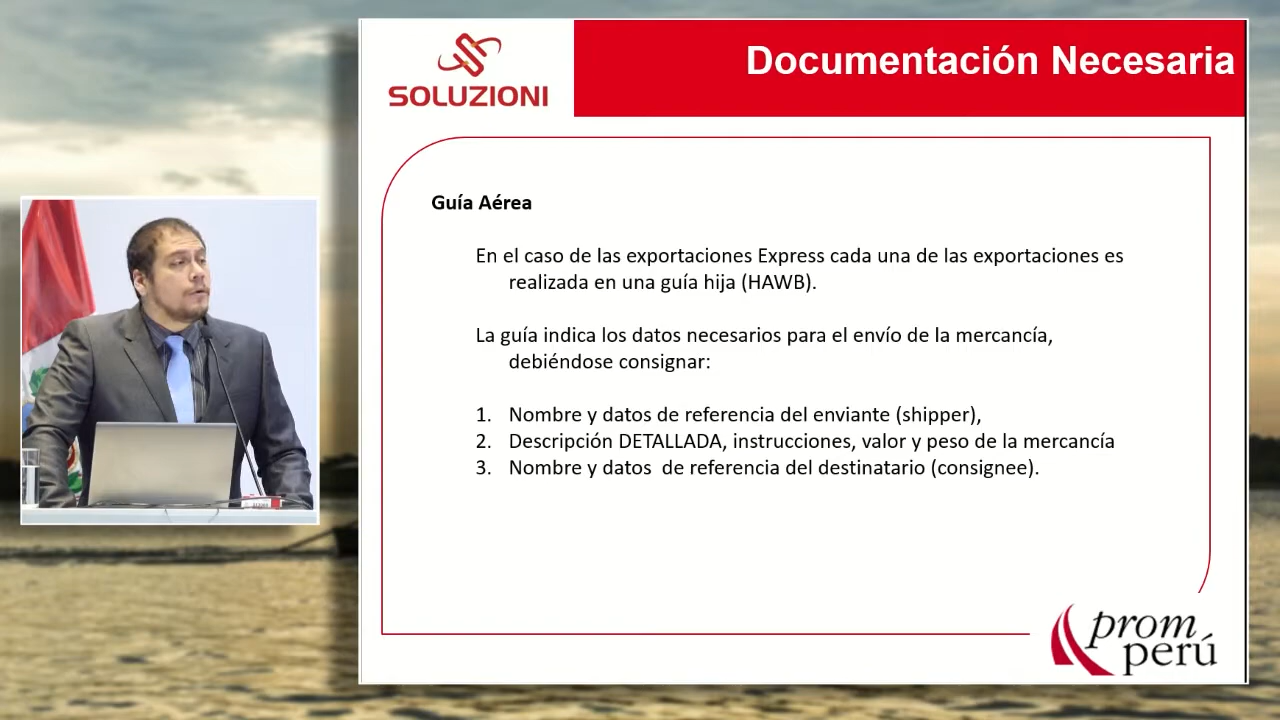 SOLUZIONI
Documentación Necesaria
Guía Aérea
En el caso de las exportaciones Express cada una de las exportaciones es
realizada en una guía hija (HAWB).
La guía indica los datos necesarios para el envío de la mercancía,
debiéndose consignar:
1. Nombre y datos de referencia del enviante (shipper),
2. Descripción DETALLADA, instrucciones, valor y peso de la mercancía
3. Nombre y datos  de referencia del destinatario (consignee).
prom
perú